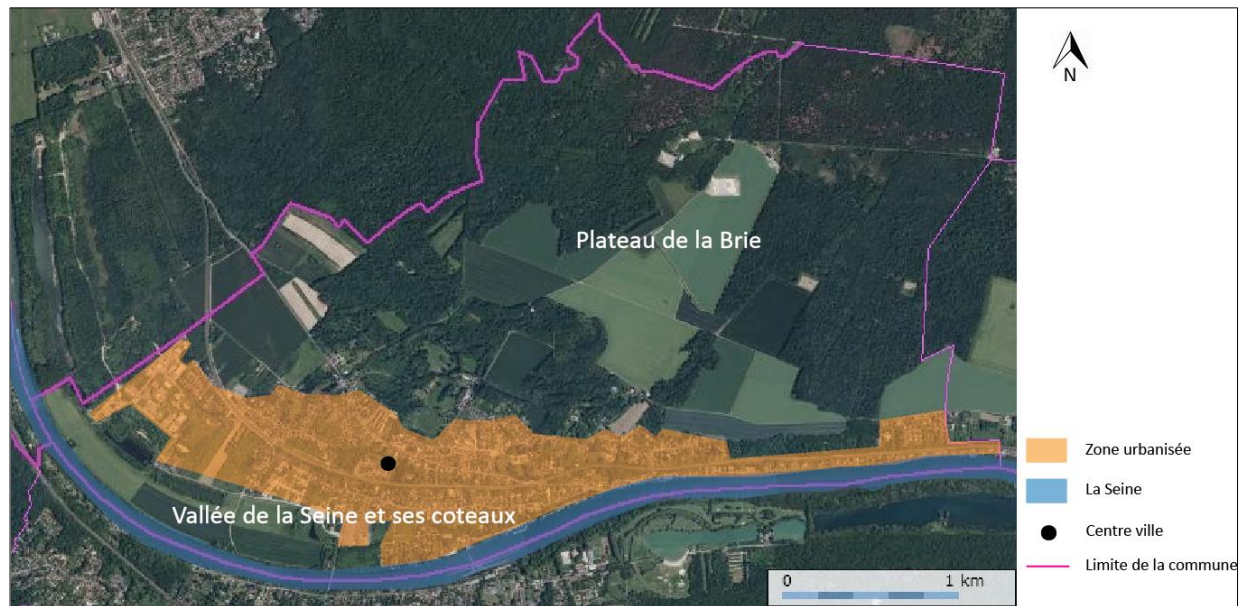 N
Plateau de la Brie
Vallée de la Seine et ses coteaux
Zone urbanisée
La Seine
Centre ville
Limite de la commune
0 1 km